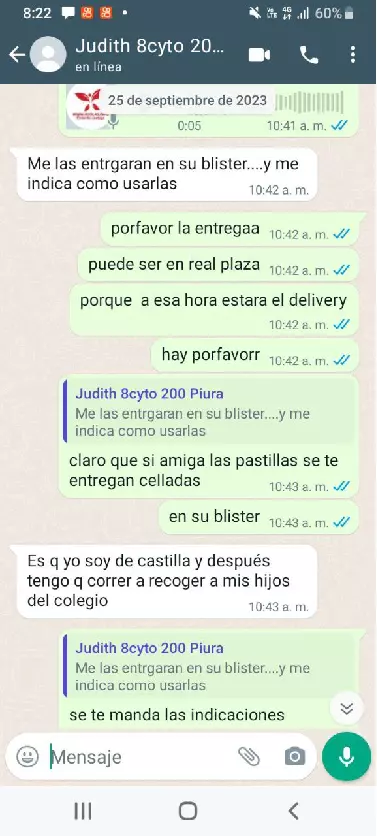 8:22
4G
60%
Judith 8cyto 20...
en línea
25 de septiembre de 2023
0:05
10:41 a. m.
Me las entrgaran en su blister....y me
indica como usarlas
10:42 a. m.
porfavor la entregaa
10:42 a. m.
puede ser en real plaza
10:42 a. m.
porque a esa hora estara el delivery
10:42 a. m.
hay porfavorr
10:42 a. m.
Judith 8cyto 200 Piura
Me las entrgaran en su blister....y me
indica como usarlas
claro que si amiga las pastillas se te
entregan celladas
10:43 a. m.
en su blister
10:43 a. m.
Es q yo soy de castilla y después
tengo q correr a recoger a mis hijos
del colegio
10:43 a. m.
Judith 8cyto 200 Piura
Me las entrgaran en su blister....y me
indica como usarlas
se te manda las indicaciones
Mensaje